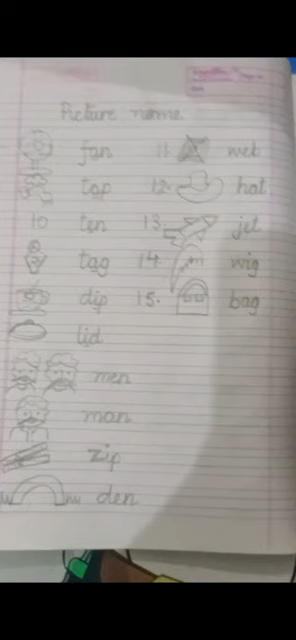 Picture name
fan 11. web
tap 12. hat
10 ten 13. jet
tag 14. wig
dip 15. bag
lid
men
man
zip
den